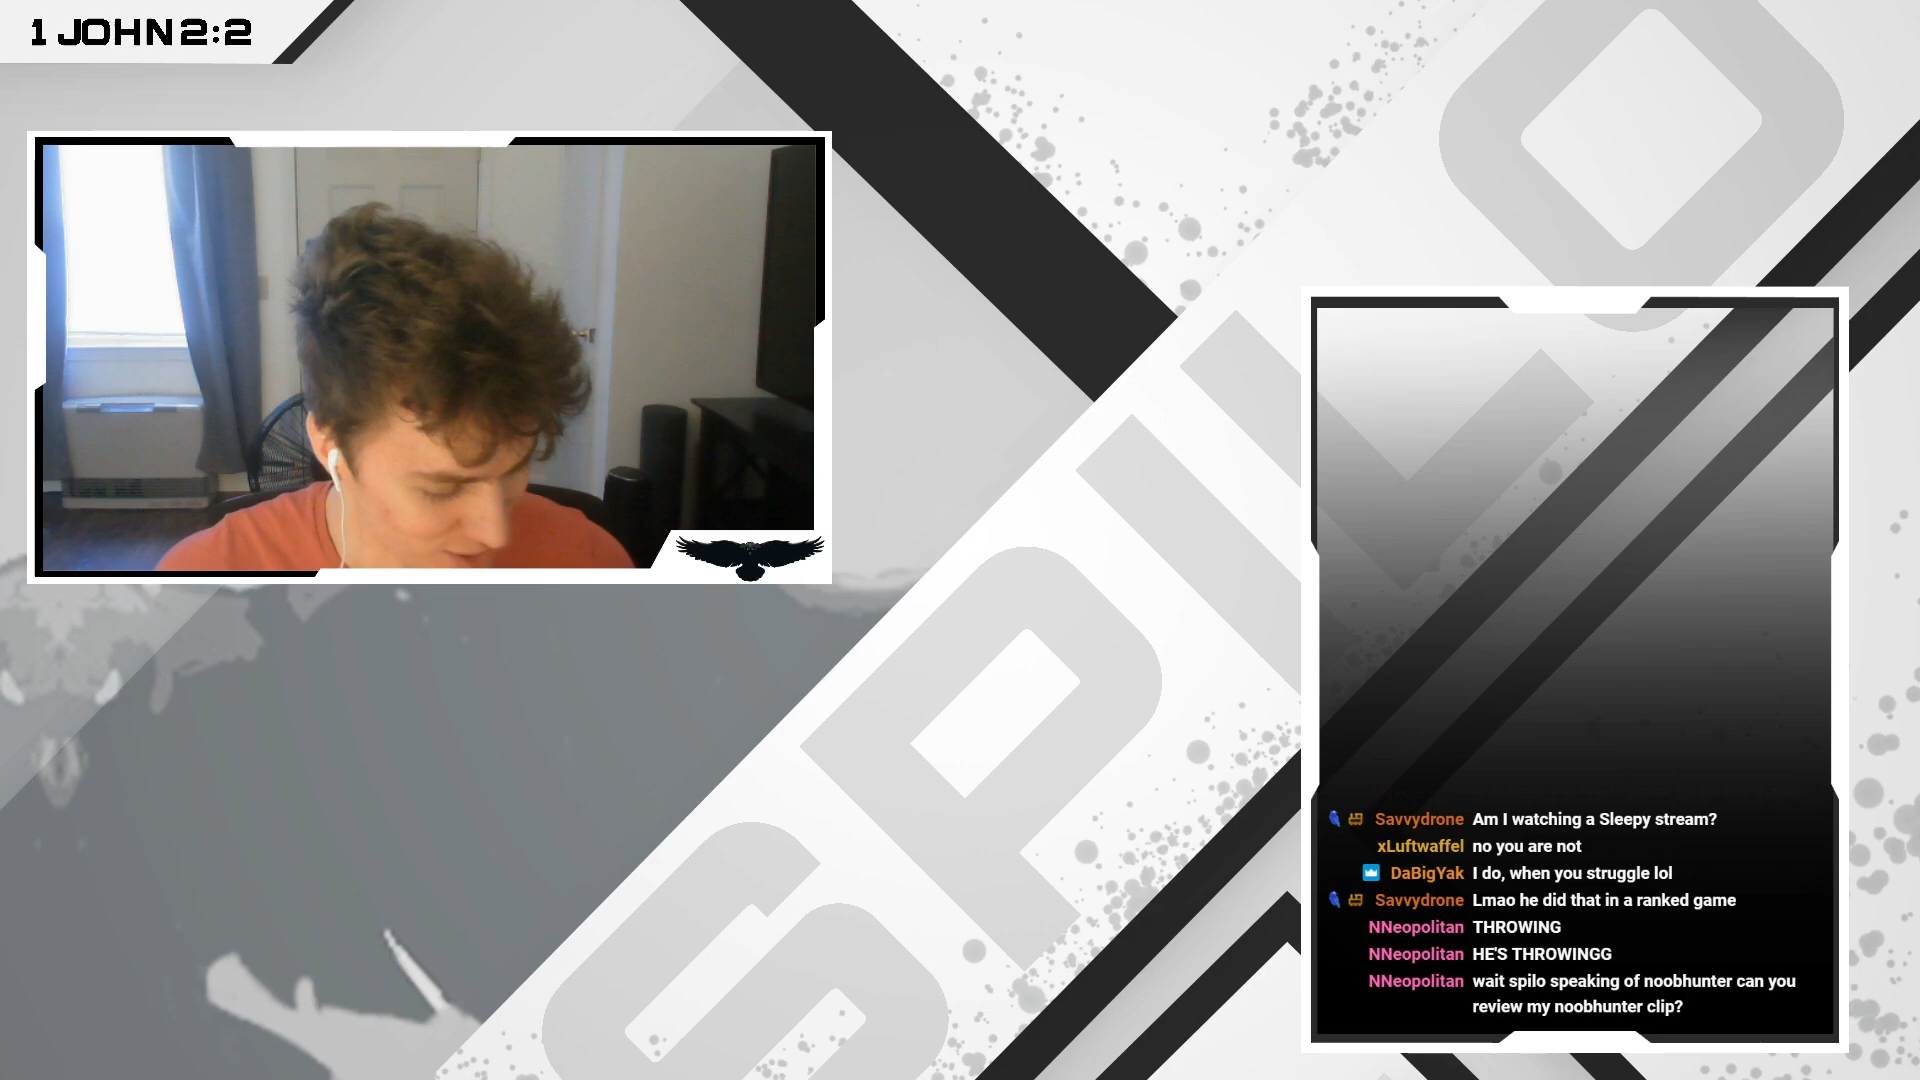 1 JOHN 2:2
SPILO
Savvydrone Am I watching a Sleepy stream?
xLuftwaffel no you are not
DaBigYak I do, when you struggle lol
Savvydrone Lmao he did that in a ranked game
NNeopolitan THROWING
NNeopolitan HE'S THROWINGG
NNeopolitan wait spilo speaking of noobhunter can you
review my noobhunter clip?